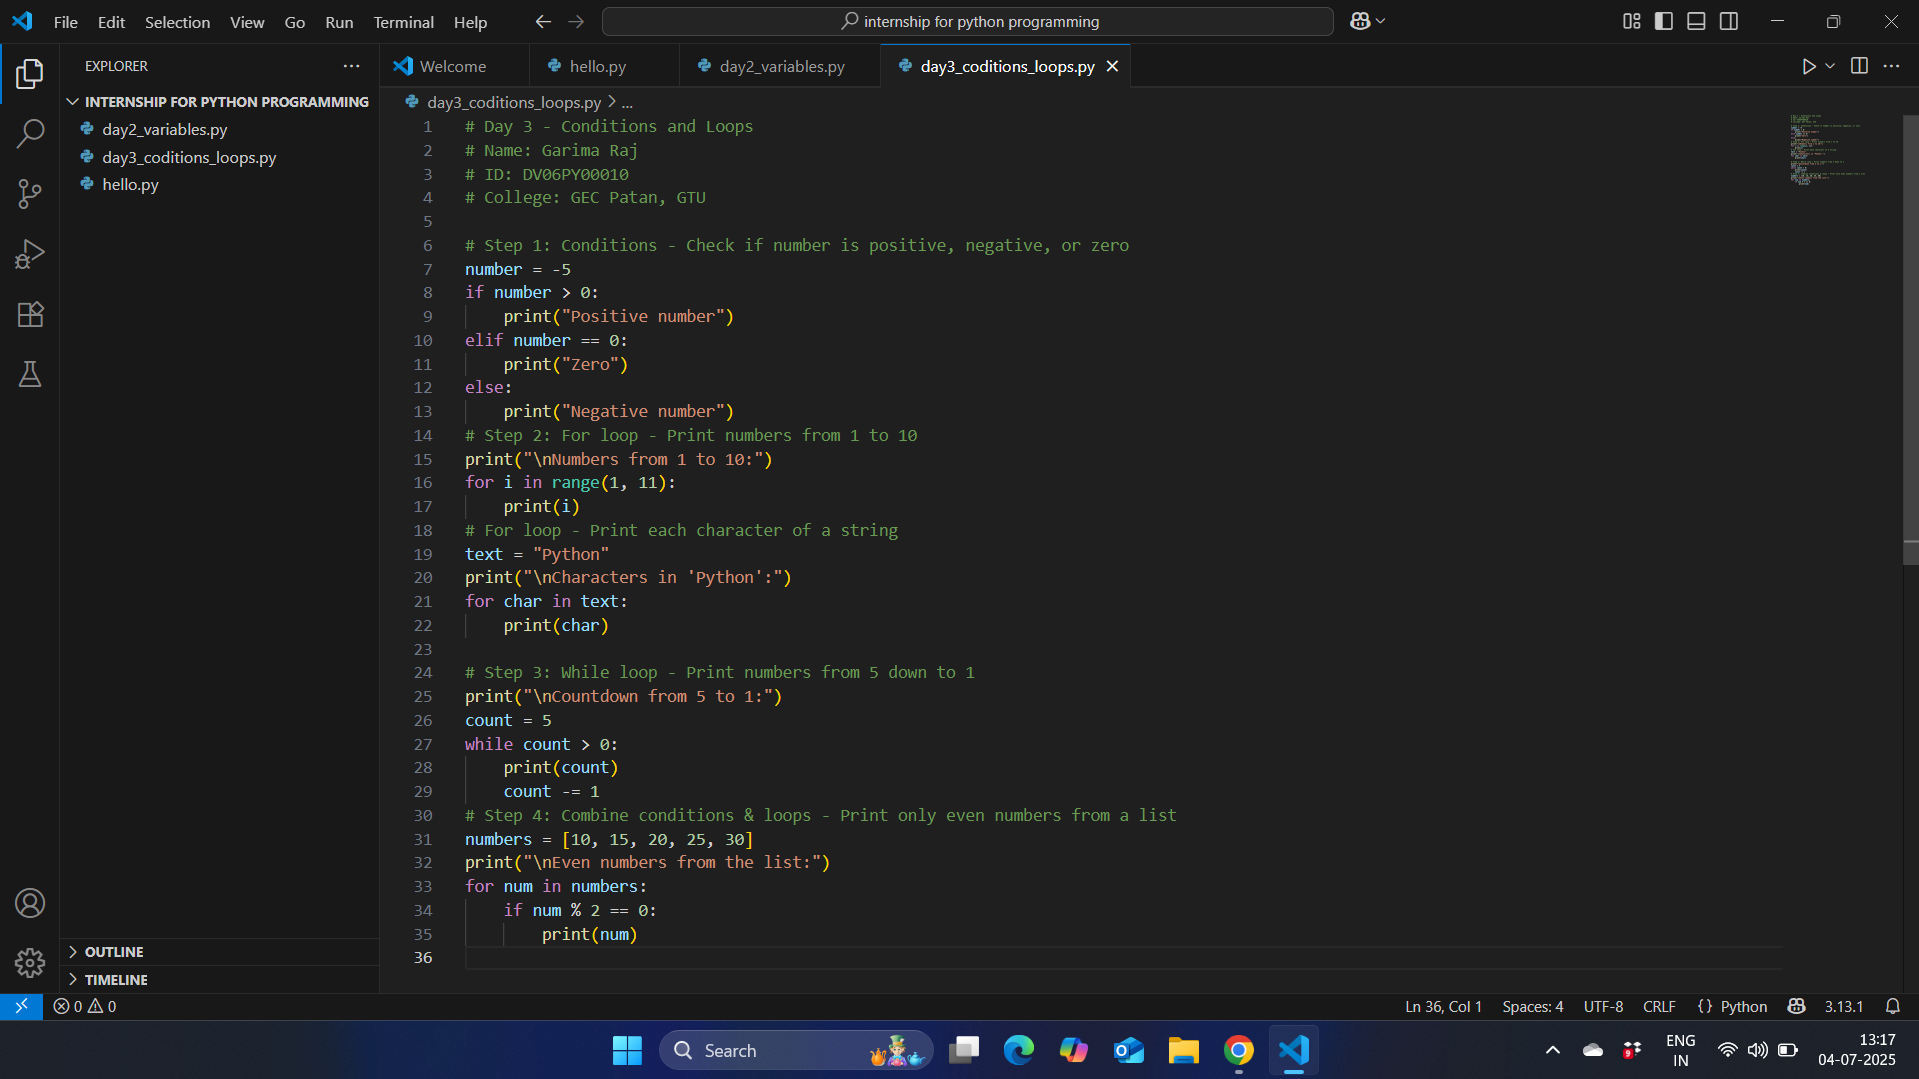 File Edit Selection View Go Run Terminal Help
internship for python programming
EXPLORER
INTERNSHIP FOR PYTHON PROGRAMMING
day2_variables.py
day3_coditions_loops.py
hello.py
OUTLINE
TIMELINE
Welcome
hello.py
day2_variables.py
day3_coditions_loops.py
day3_coditions_loops.py > ...
1 # Day 3 - Conditions and Loops
2 # Name: Garima Raj
3 # ID: DV06PY00010
4 # College: GEC Patan, GTU
5
6 # Step 1: Conditions - Check if number is positive, negative, or zero
7 number = -5
8 if number > 0:
9     print("Positive number")
10 elif number == 0:
11     print("Zero")
12 else:
13     print("Negative number")
14 # Step 2: For loop - Print numbers from 1 to 10
15 print("\nNumbers from 1 to 10:")
16 for i in range(1, 11):
17     print(i)
18 # For loop - Print each character of a string
19 text = "Python"
20 print("\nCharacters in 'Python':")
21 for char in text:
22     print(char)
23
24 # Step 3: While loop - Print numbers from 5 down to 1
25 print("\nCountdown from 5 to 1:")
26 count = 5
27 while count > 0:
28     print(count)
29     count -= 1
30 # Step 4: Combine conditions & loops - Print only even numbers from a list
31 numbers = [10, 15, 20, 25, 30]
32 print("\nEven numbers from the list:")
33 for num in numbers:
34     if num % 2 == 0:
35         print(num)
36
0 0
Ln 36, Col 1 Spaces: 4 UTF-8 CRLF {} Python 3.13.1
Search
9
ENG
IN
13:17
04-07-2025